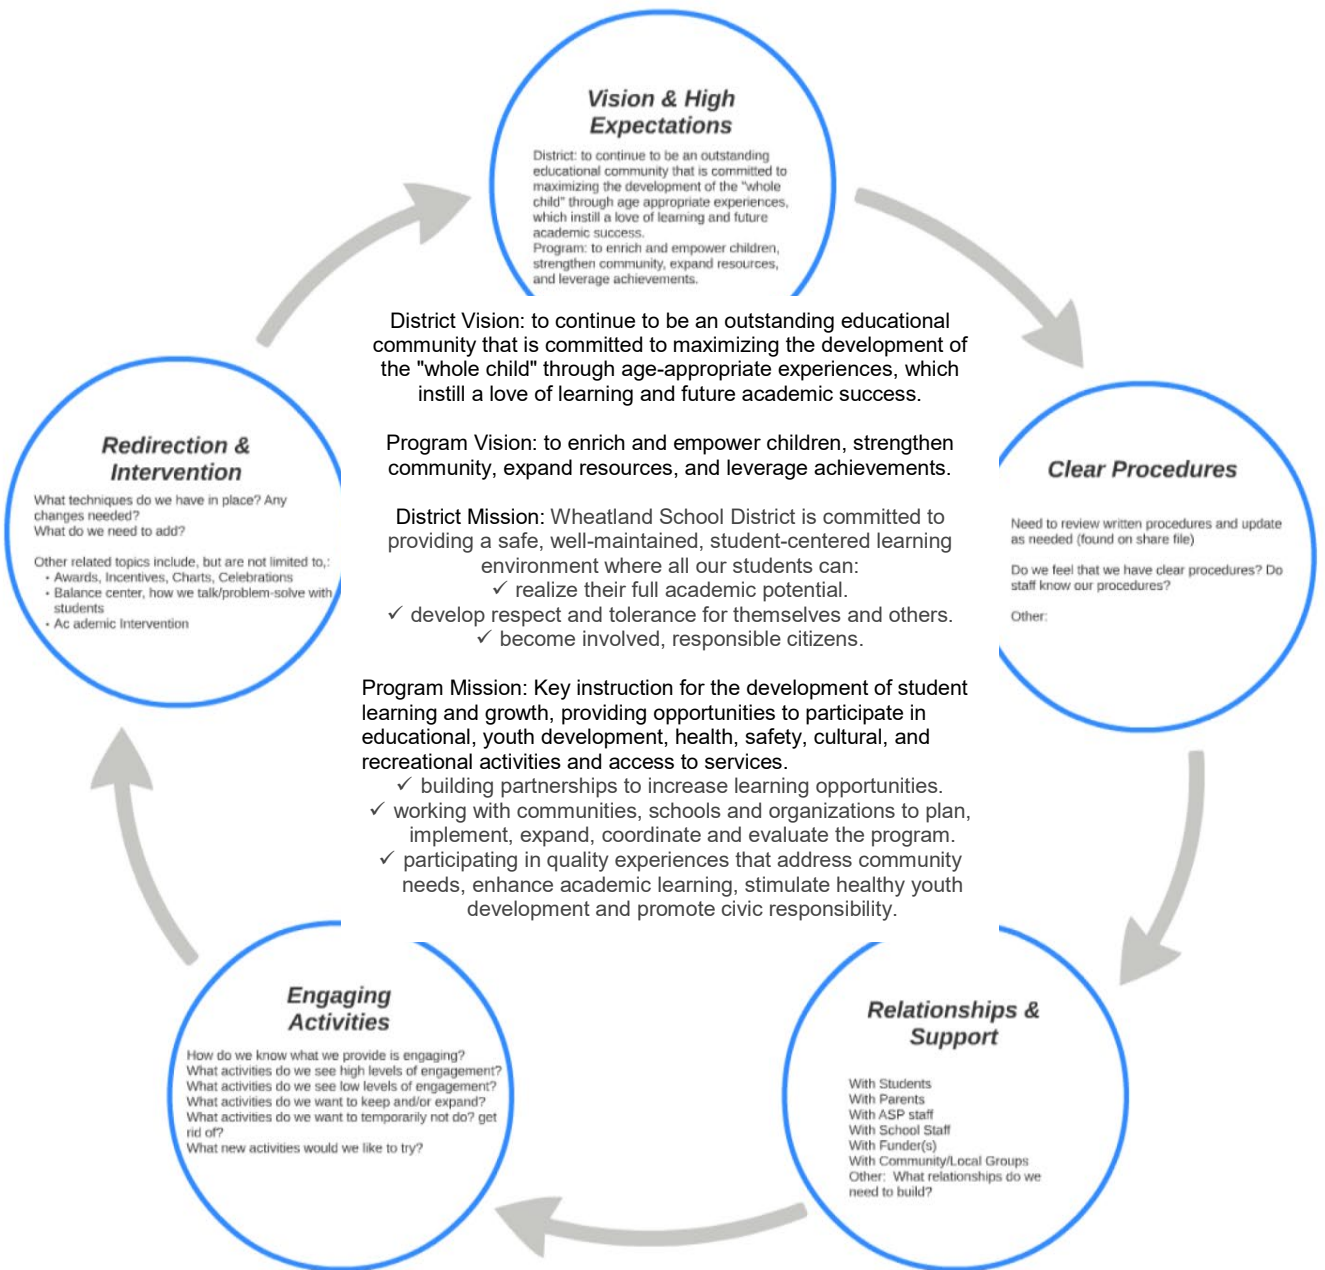 Vision & High
Expectations
District: to continue to be an outstanding
educational community that is committed to
maximizing the development of the "whole
child" through age appropriate experiences,
which instill a love of learning and future
academic success.
Program: to enrich and empower children,
strengthen community, expand resources,
and leverage achievements.
District Vision: to continue to be an outstanding educational
community that is committed to maximizing the development of
the "whole child" through age-appropriate experiences, which
instill a love of learning and future academic success.
Program Vision: to enrich and empower children, strengthen
community, expand resources, and leverage achievements.
District Mission: Wheatland School District is committed to
providing a safe, well-maintained, student-centered learning
environment where all our students can:
✓ realize their full academic potential.
✓ develop respect and tolerance for themselves and others.
✓ become involved, responsible citizens.
Program Mission: Key instruction for the development of student
learning and growth, providing opportunities to participate in
educational, youth development, health, safety, cultural, and
recreational activities and access to services.
✓ building partnerships to increase learning opportunities.
✓ working with communities, schools and organizations to plan,
implement, expand, coordinate and evaluate the program.
✓ participating in quality experiences that address community
needs, enhance academic learning, stimulate healthy youth
development and promote civic responsibility.
Clear Procedures
Need to review written procedures and update
as needed (found on share file)
Do we feel that we have clear procedures? Do
staff know our procedures?
Other:
Relationships &
Support
With Students
With Parents
With ASP staff
With School Staff
With Funder(s)
With Community/Local Groups
Other: What relationships do we
need to build?
Engaging
Activities
How do we know what we provide is engaging?
What activities do we see high levels of engagement?
What activities do we see low levels of engagement?
What activities do we want to keep and/or expand?
What activities do we want to temporarily not do? get
rid of?
What new activities would we like to try?
Redirection &
Intervention
What techniques do we have in place? Any
changes needed?
What do we need to add?
Other related topics include, but are not limited to,:
• Awards, Incentives, Charts, Celebrations
• Balance center, how we talk/problem-solve with
students
• Ac ademic Intervention